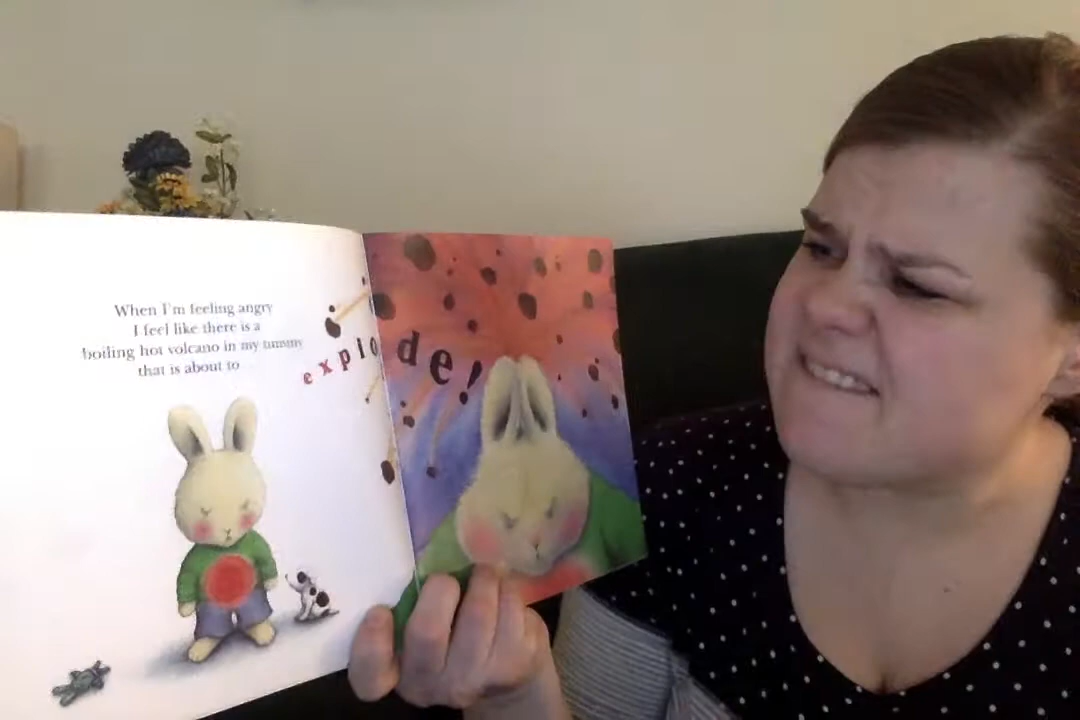 When I'm feeling angry
I feel like there is a
boiling hot volcano in my tummy
that is about to
explode!